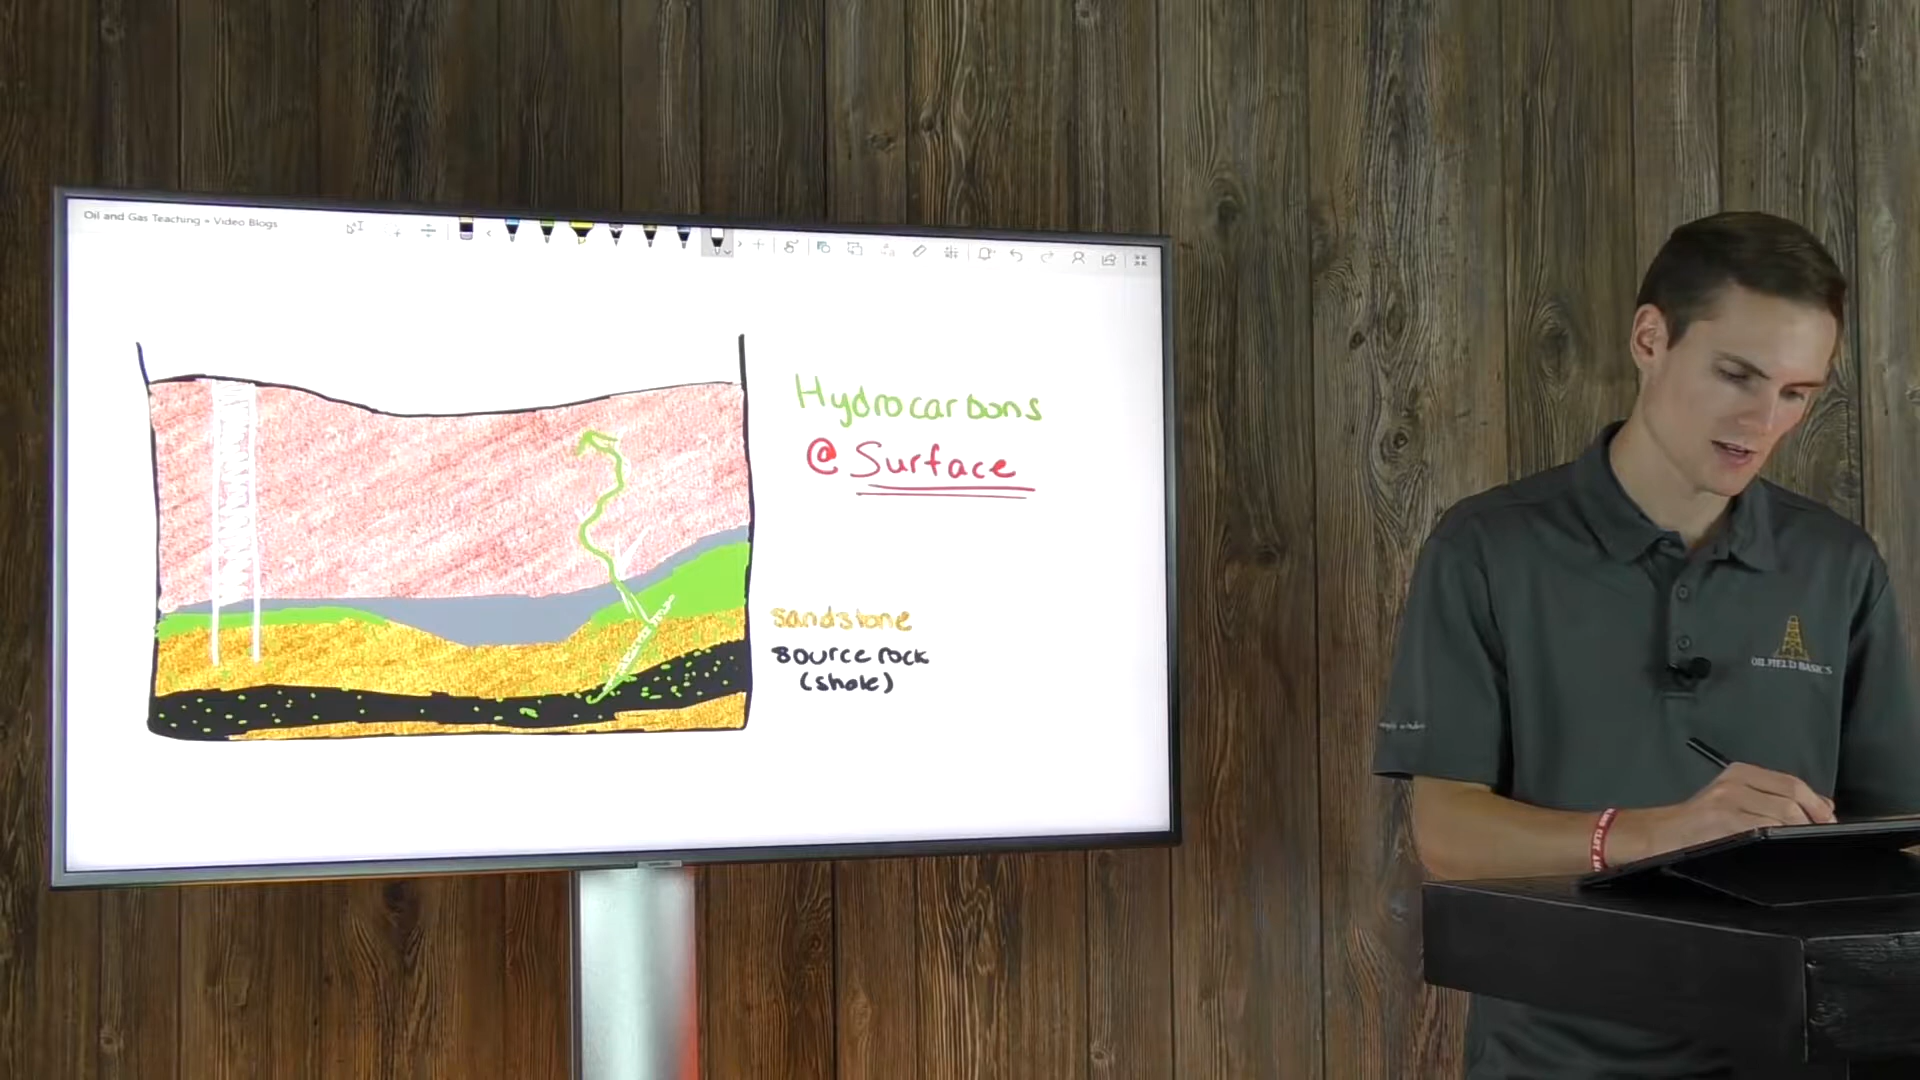 Oil and Gas Teaching » Video Blogs
Hydrocarbons
@ Surface
sandstone
source rock
(shale)
OILFIELD BASICS